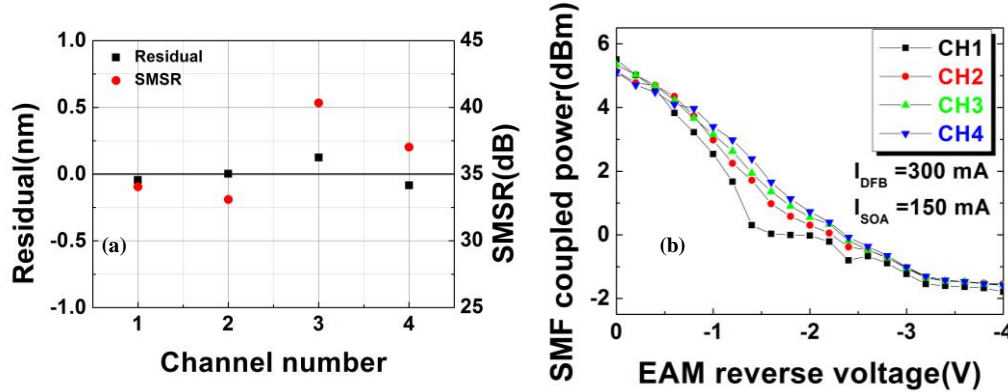 1.0
0.5
0.0
-0.5
-1.0
Residual(nm)
Residual
SMSR
(a)
45
40
35
30
25
SMSR(dB)
1 2 3 4
Channel number
SMF coupled power(dBm)
6
4
2
0
-2
CH1
CH2
CH3
CH4
I_DFB =300 mA
I_SOA =150 mA
(b)
0 -1 -2 -3 -4
EAM reverse voltage(V)